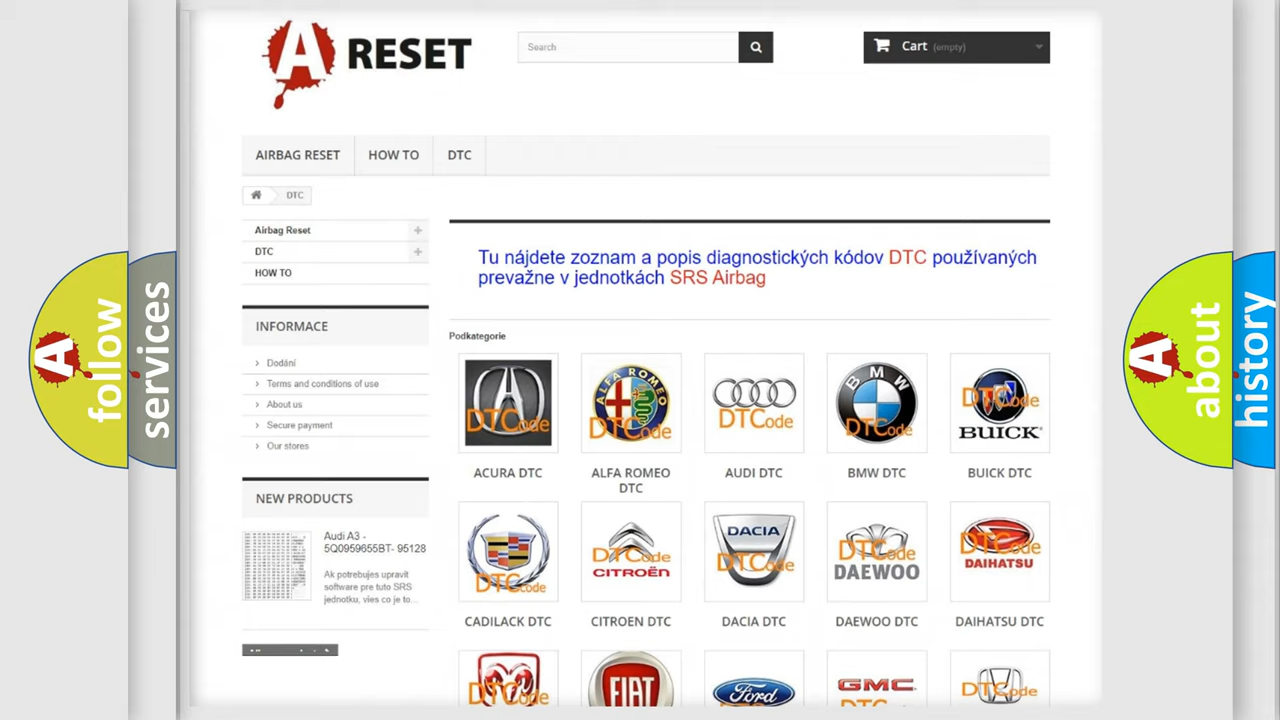 A RESET
Search
Cart (empty)
AIRBAG RESET
HOW TO
DTC
DTC
Airbag Reset
DTC
HOW TO
Tu nájdete zoznam a popis diagnostických kódov DTC používaných
prevažne v jednotkách SRS Airbag
INFORMACE
Dodání
Terms and conditions of use
About us
Secure payment
Our stores
NEW PRODUCTS
Audi A3 -
5Q0959655BT- 95128
Ak potrebujes upravit
software pre tuto SRS
jednotku, vies co je to...
Podkategorie
DTCode
ALFA ROMEO
DTCode
DTCode
BMW
DTCode
DTCode
BUICK
ACURA DTC
ALFA ROMEO
DTC
AUDI DTC
BMW DTC
BUICK DTC
DTCode
DTCode
CITROËN
DACIA
DTCode
DTCode
DAEWOO
DTCode
DAIHATSU
CADILACK DTC
CITROEN DTC
DACIA DTC
DAEWOO DTC
DAIHATSU DTC
DTCode
FIAT
Ford
DTCode
GMC
DTCode
A follow
services
A about
history